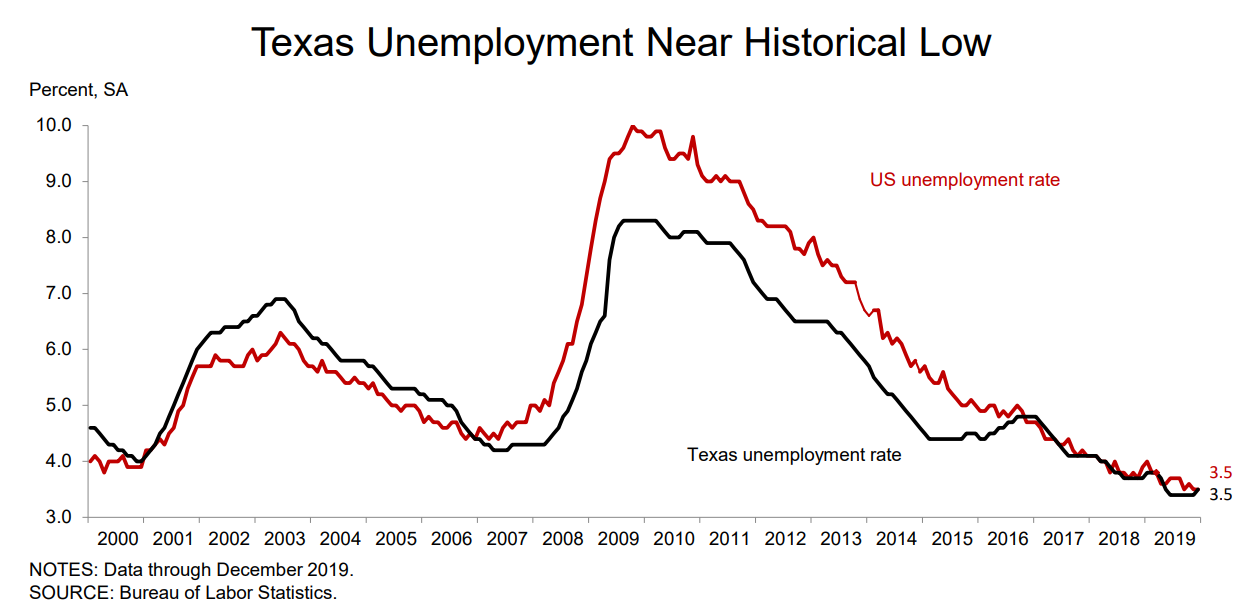 Texas Unemployment Near Historical Low
Percent, SA
10.0
9.0
8.0
7.0
6.0
5.0
4.0
3.0
US unemployment rate
Texas unemployment rate
3.5
3.5
2000 2001 2002 2003 2004 2005 2006 2007 2008 2009 2010 2011 2012 2013 2014 2015 2016 2017 2018 2019
NOTES: Data through December 2019.
SOURCE: Bureau of Labor Statistics.